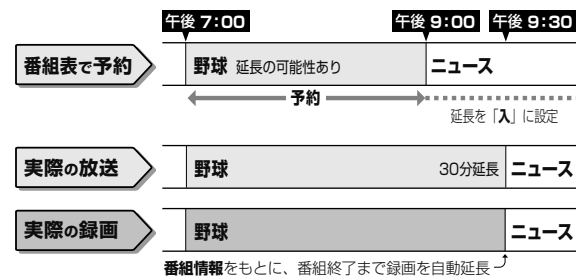 午後 7:00 午後 9:00 午後 9:30
番組表で予約 野球 延長の可能性あり ニュース
予約
延長を「入」に設定
実際の放送 野球 30分延長 ニュース
実際の録画 野球 ニュース
番組情報をもとに、番組終了まで録画を自動延長